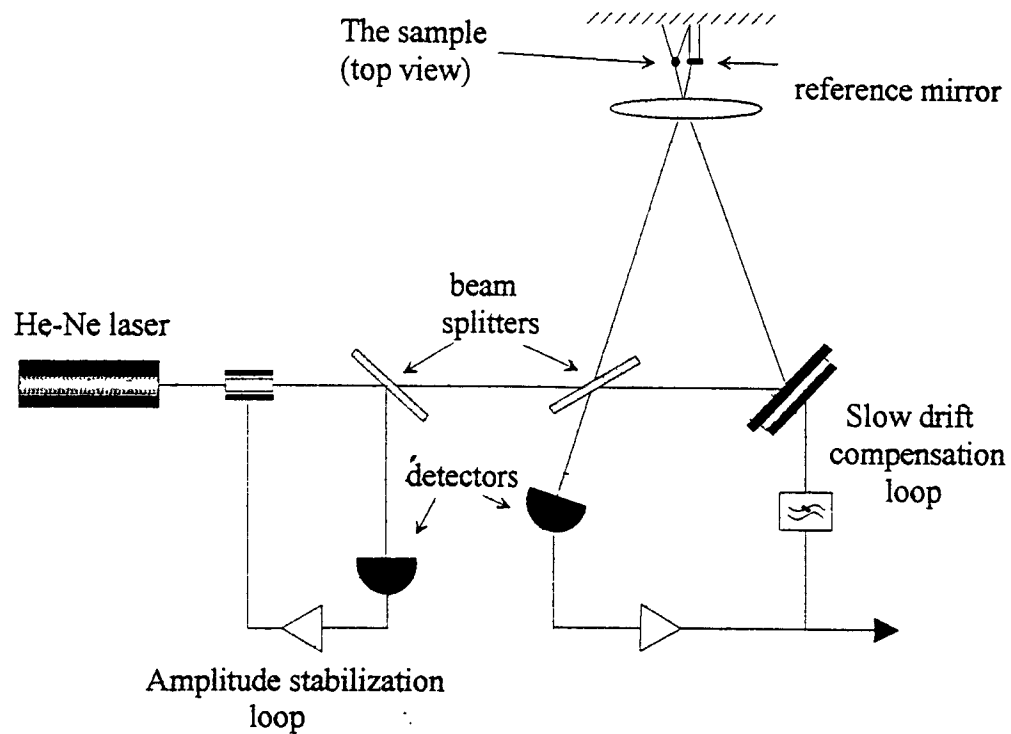 The sample
(top view)
reference mirror
beam
splitters
He-Ne laser
detectors
Slow drift
compensation
loop
Amplitude stabilization
loop